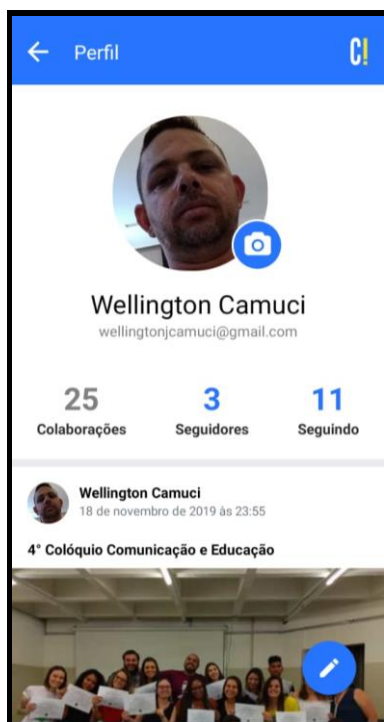 Perfil
C!
Wellington Camuci
wellingtonjcamuci@gmail.com
25 3 11
Colaborações Seguidores Seguindo
Wellington Camuci
18 de novembro de 2019 às 23:55
4° Colóquio Comunicação e Educação